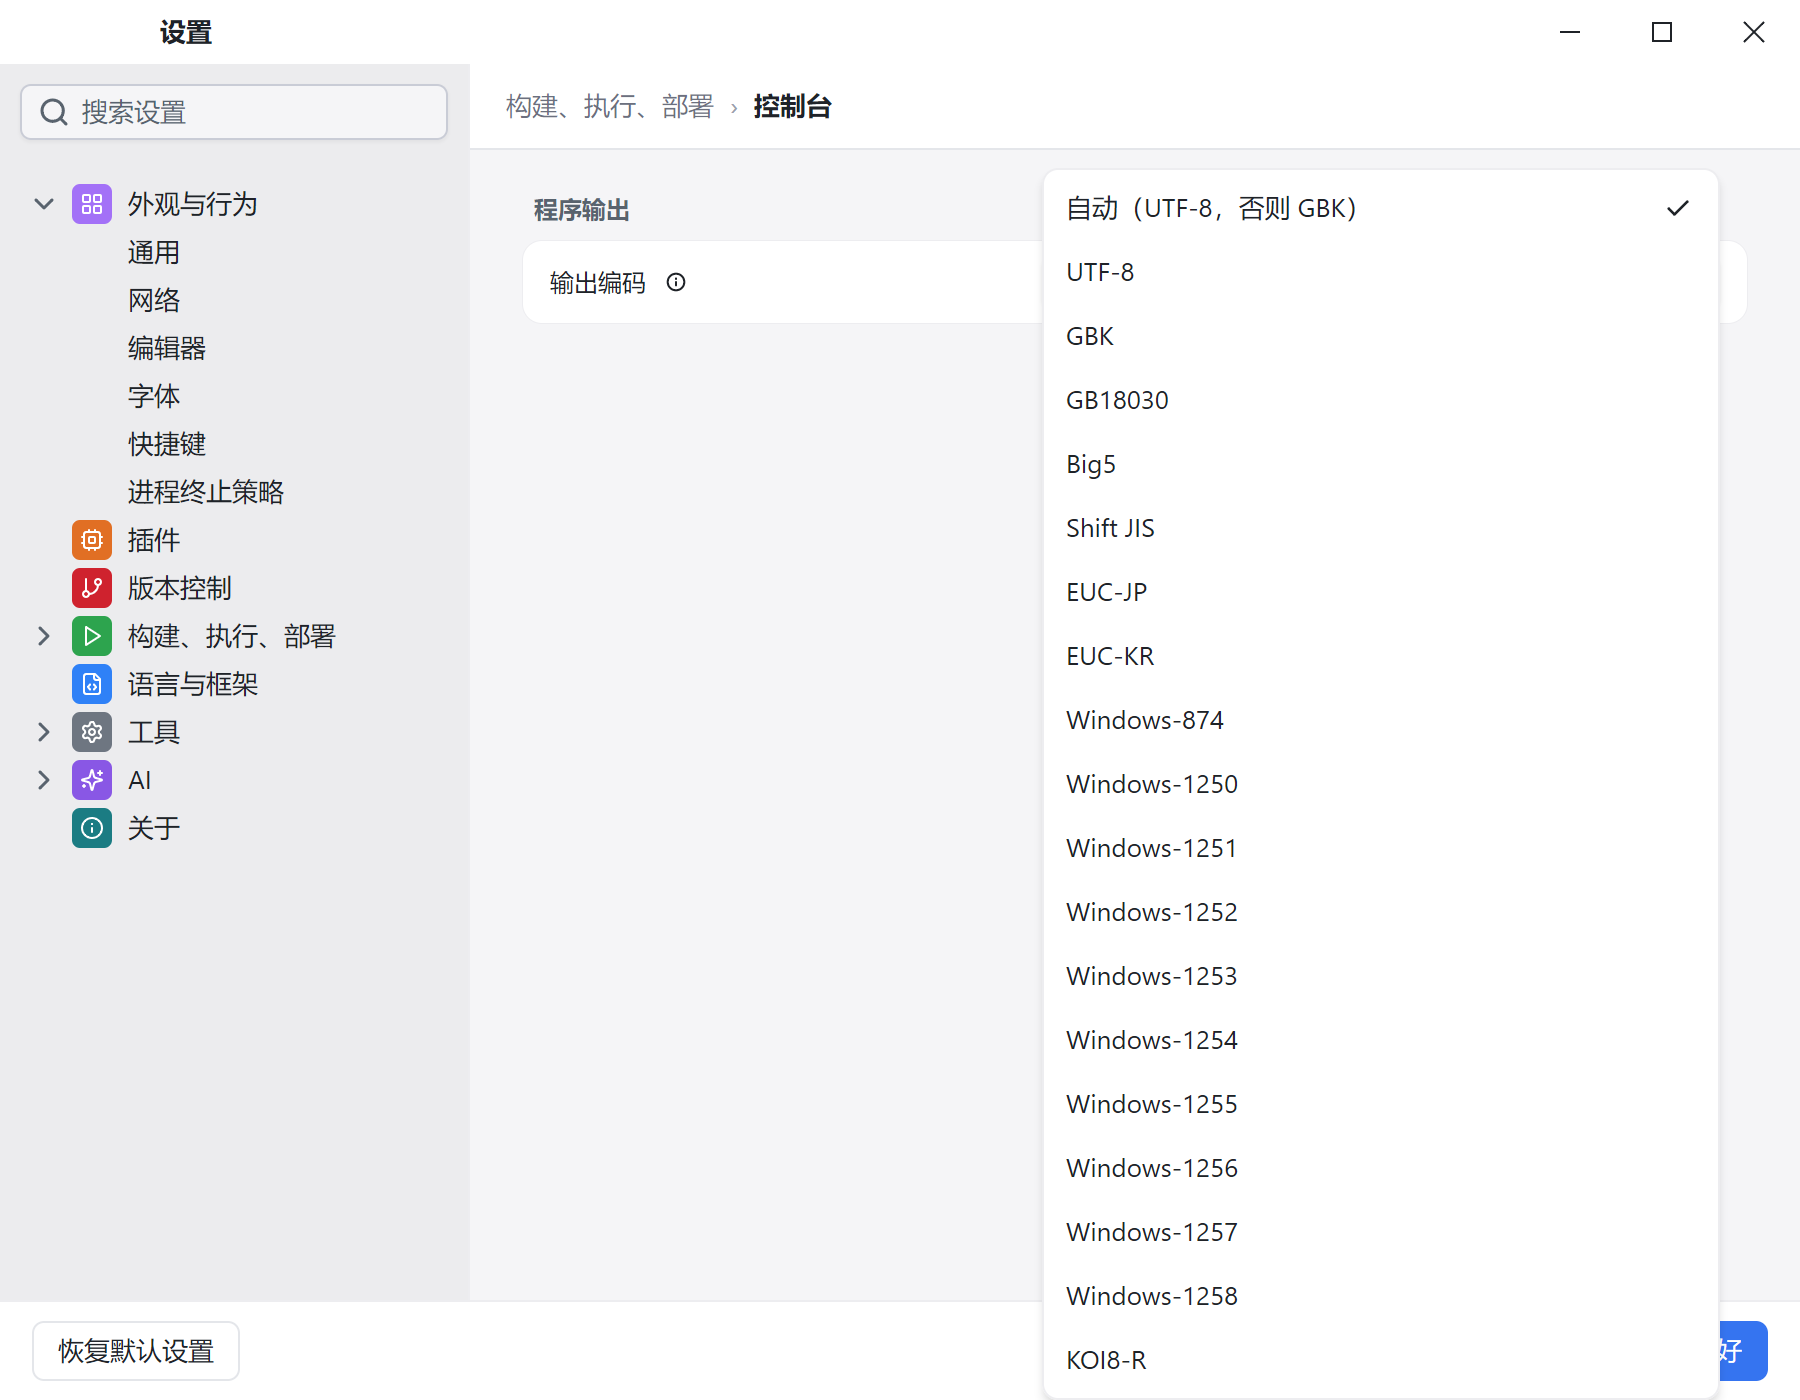 设置
搜索设置
外观与行为
通用
网络
编辑器
字体
快捷键
进程终止策略
插件
版本控制
构建、执行、部署
语言与框架
工具
AI
关于
构建、执行、部署 › 控制台
程序输出
输出编码
自动（UTF-8，否则 GBK）
UTF-8
GBK
GB18030
Big5
Shift JIS
EUC-JP
EUC-KR
Windows-874
Windows-1250
Windows-1251
Windows-1252
Windows-1253
Windows-1254
Windows-1255
Windows-1256
Windows-1257
Windows-1258
KOI8-R
恢复默认设置
好